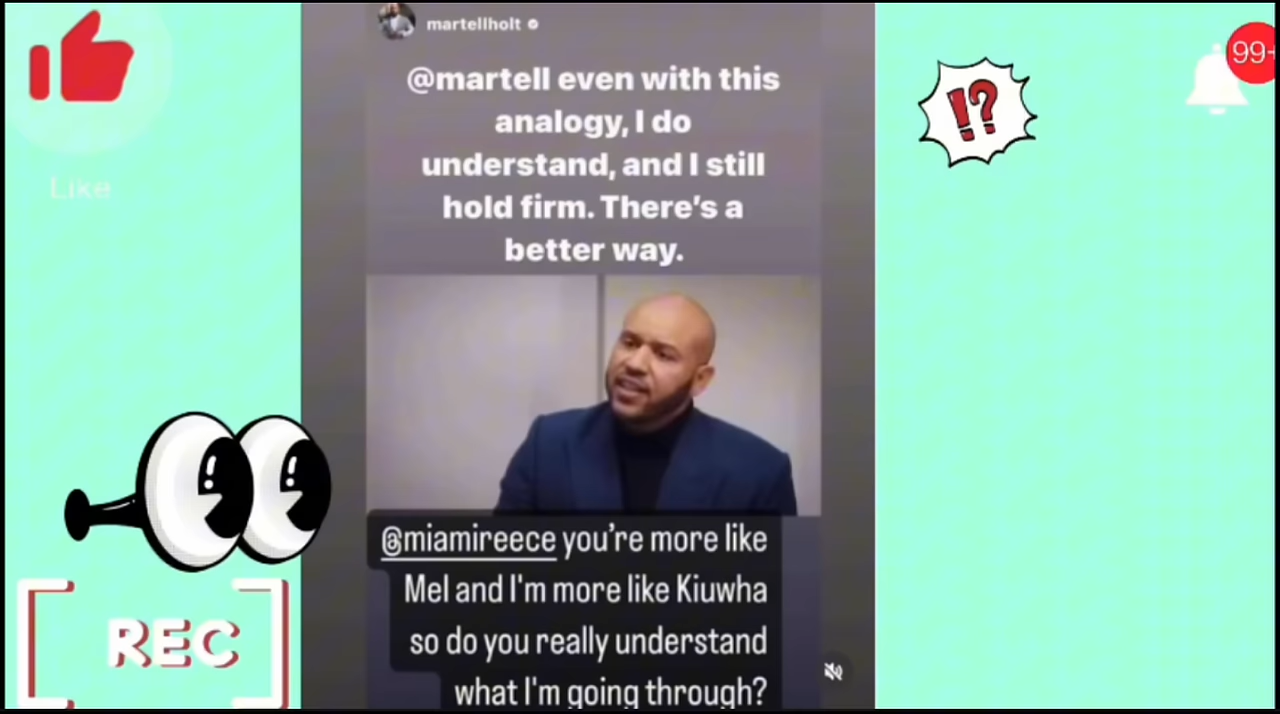 martellholt
@martell even with this
analogy, I do
understand, and I still
hold firm. There's a
better way.
@miamireece you're more like
Mel and I'm more like Kiuwha
so do you really understand
what I'm going through?
Like
99+
!?
REC